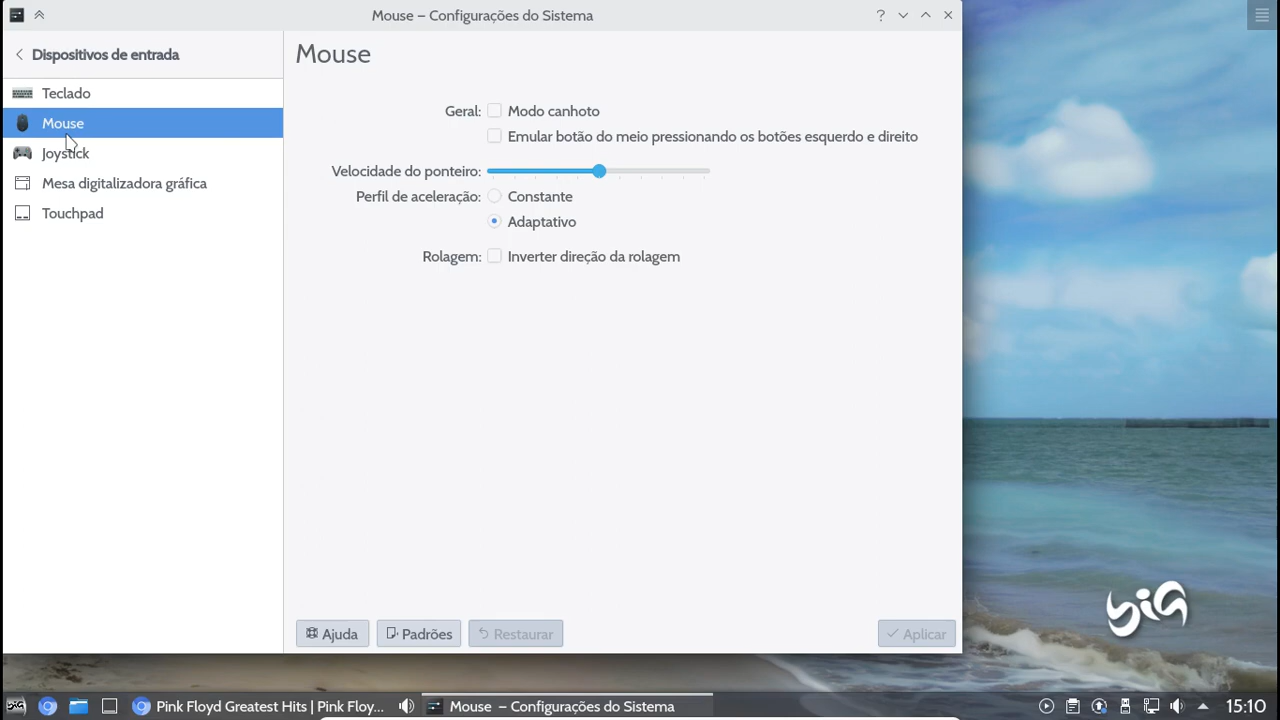 Mouse – Configurações do Sistema
?
Dispositivos de entrada
Teclado
Mouse
Joystick
Mesa digitalizadora gráfica
Touchpad
Mouse
Geral: Modo canhoto
Emular botão do meio pressionando os botões esquerdo e direito
Velocidade do ponteiro:
Perfil de aceleração: Constante
Adaptativo
Rolagem: Inverter direção da rolagem
Ajuda Padrões Restaurar Aplicar
BIG
Pink Floyd Greatest Hits | Pink Floy... Mouse – Configurações do Sistema 15:10